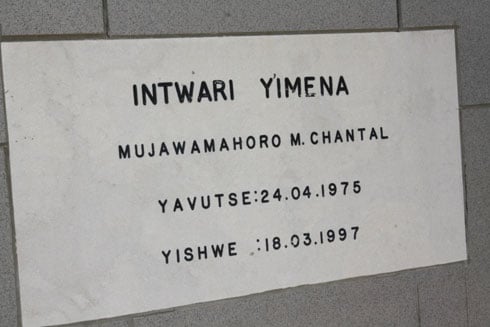 INTWARI YIMENA
MUJAWAMAHORO M. CHANTAL
YAVUTSE:24.04.1975
YISHWE :18.03.1997